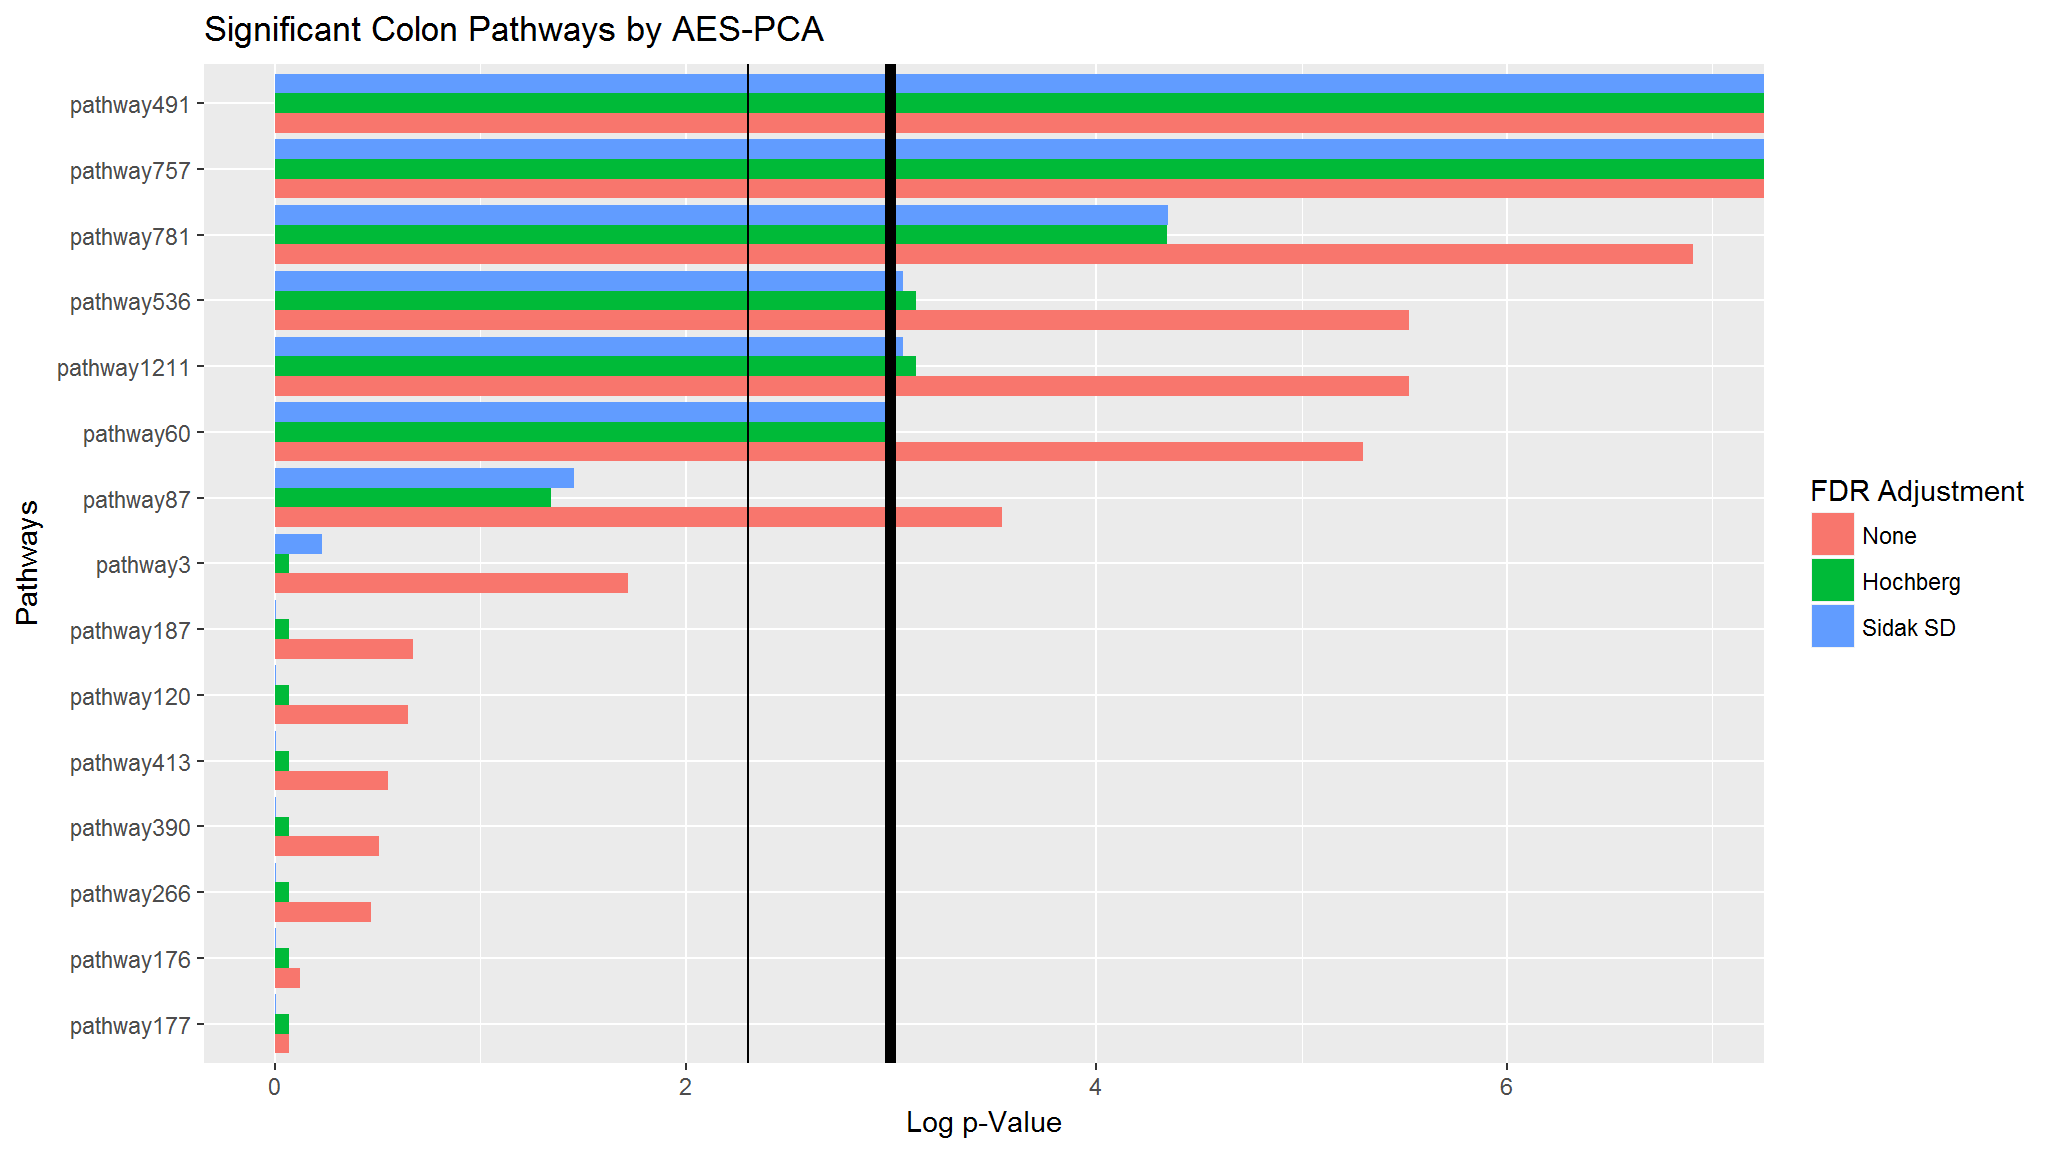 Significant Colon Pathways by AES-PCA
pathway491
pathway757
pathway781
pathway536
pathway1211
pathway60
pathway87
pathway3
pathway187
pathway120
pathway413
pathway390
pathway266
pathway176
pathway177
Pathways
0 2 4 6
Log p-Value
FDR Adjustment
None
Hochberg
Sidak SD